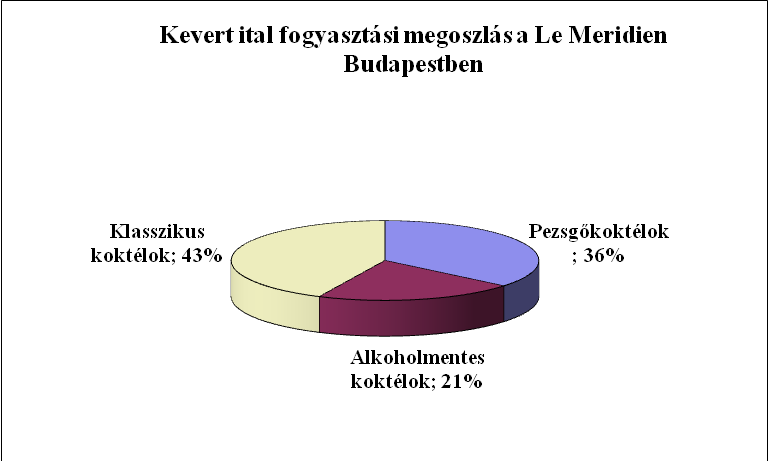 Kevert ital fogyasztási megoszlás a Le Meridien
Budapestben
Klasszikus
koktélok; 43%
Pezsgőkoktélok
; 36%
Alkoholmentes
koktélok; 21%